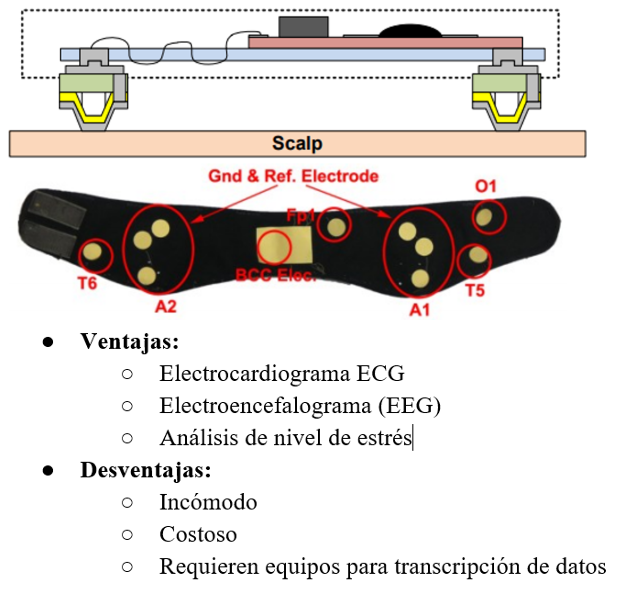 Scalp
Gnd & Ref. Electrode
O1
Fp1
BCC Elec.
T6
T5
A2
A1
● Ventajas:
○ Electrocardiograma ECG
○ Electroencefalograma (EEG)
○ Análisis de nivel de estrés
● Desventajas:
○ Incómodo
○ Costoso
○ Requieren equipos para transcripción de datos